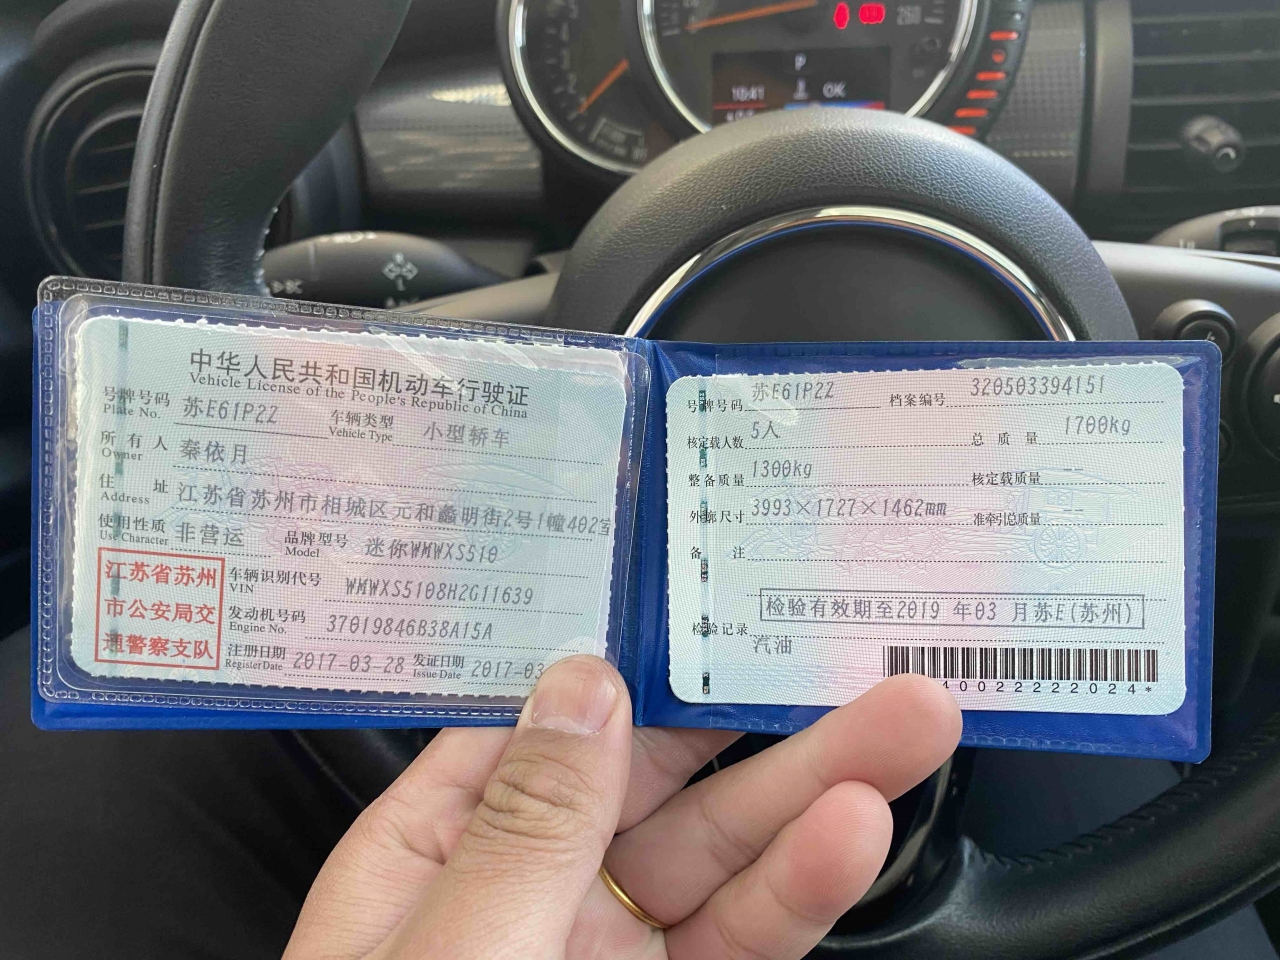 260
P
10:41
OK
中华人民共和国机动车行驶证
Vehicle License of the People's Republic of China
号牌号码 苏E61P2Z 车辆类型 小型轿车
Plate No. Vehicle Type
所有人 秦依月
Owner
住址 江苏省苏州市相城区元和蠡明街2号1幢402室
Address
使用性质 非营运 品牌型号 迷你WMWXS510
Use Character Model
江苏省苏州
市公安局交
通警察支队
车辆识别代号 WMWXS5108H2G11639
VIN
发动机号码 37019846B38A15A
Engine No.
注册日期 2017-03-28 发证日期 2017-03
Register Date Issue Date
号牌号码 苏E61P2Z 档案编号 320503394151
核定载人数 5人 总质量 1700kg
整备质量 1300kg 核定载质量 --
外廓尺寸 3993×1727×1462mm 准牵引总质量 --
备注
检验有效期至2019年03月苏E(苏州)
检验记录
汽油
40022222024*